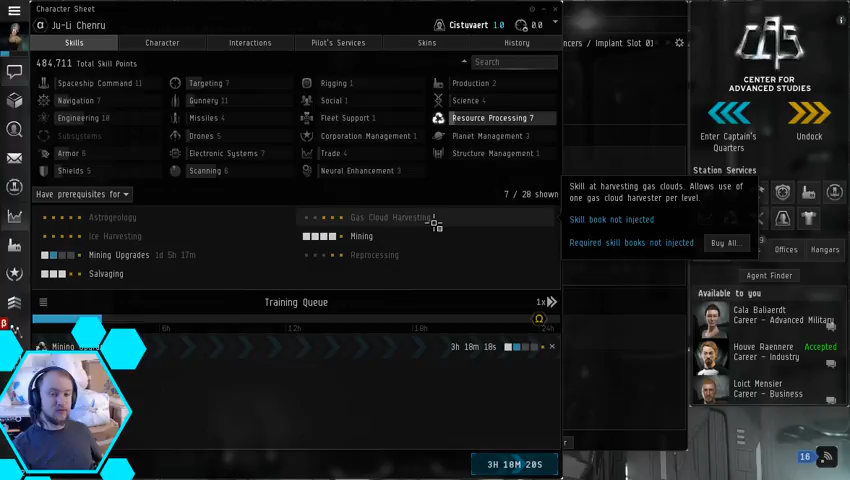 Character Sheet
α Ju-Li Chenru
Cistuvaert 1.0
0.0
Skills
Character
Interactions
Pilot's Services
Skins
History
484,711 Total Skill Points
Search
Spaceship Command 11
Targeting 7
Rigging 1
Production 2
Navigation 7
Gunnery 11
Social 1
Science 4
Engineering 10
Missiles 4
Fleet Support 1
Resource Processing 7
Subsystems
Drones 5
Corporation Management 1
Planet Management 3
Armor 6
Electronic Systems 7
Trade 4
Structure Management 1
Shields 5
Scanning 6
Neural Enhancement 3
Have prerequisites for
7 / 28 shown
Astrogeology
Gas Cloud Harvesting
Ice Harvesting
Mining
Mining Upgrades 1d 5h 17m
Reprocessing
Salvaging
Training Queue
1x
6h
12h
18h
24h
3h 18m 18s
3H 18M 20S
ncers / Implant Slot 01
Skill at harvesting gas clouds. Allows use of
one gas cloud harvester per level.
Skill book not injected
Required skill books not injected
Buy All...
CAS
CENTER FOR
ADVANCED STUDIES
Enter Captain's
Quarters
Undock
Station Services
Offices
Hangars
Agent Finder
Available to you
Cala Baliaerdt
Career - Advanced Military
Houve Raennere Accepted
Career - Industry
Loict Mensier
Career - Business
β
16